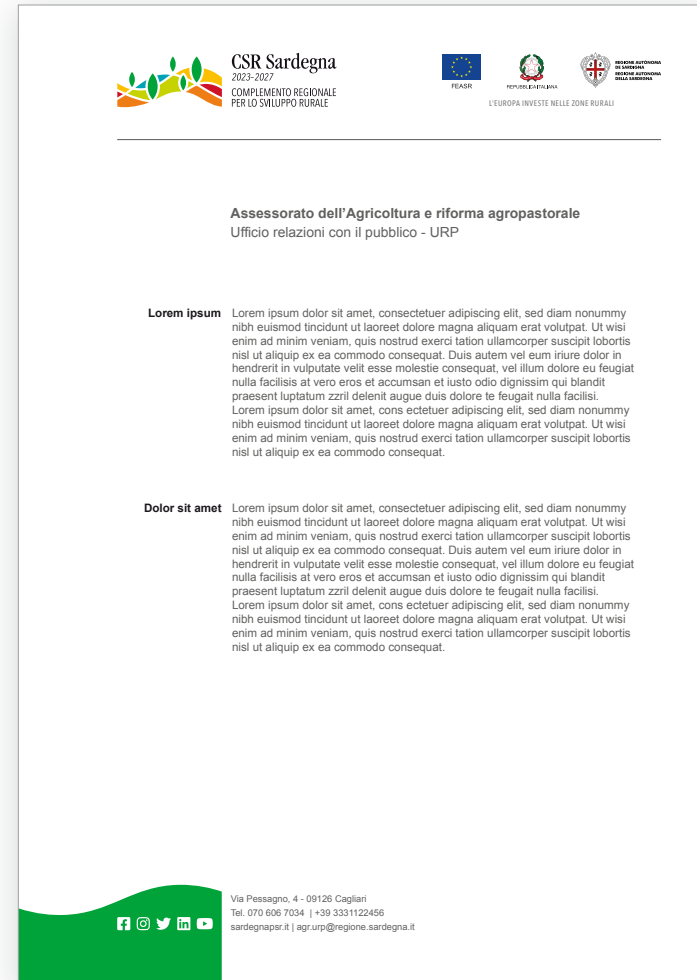 CSR Sardegna
2023-2027
COMPLEMENTO REGIONALE
PER LO SVILUPPO RURALE
FEASR
REPUBBLICA ITALIANA
REGIONE AUTÒNOMA
DE SARDIGNA
REGIONE AUTONOMA
DELLA SARDEGNA
L'EUROPA INVESTE NELLE ZONE RURALI
Assessorato dell'Agricoltura e riforma agropastorale
Ufficio relazioni con il pubblico - URP
Lorem ipsum
Lorem ipsum dolor sit amet, consectetuer adipiscing elit, sed diam nonummy
nibh euismod tincidunt ut laoreet dolore magna aliquam erat volutpat. Ut wisi
enim ad minim veniam, quis nostrud exerci tation ullamcorper suscipit lobortis
nisl ut aliquip ex ea commodo consequat. Duis autem vel eum iriure dolor in
hendrerit in vulputate velit esse molestie consequat, vel illum dolore eu feugiat
nulla facilisis at vero eros et accumsan et iusto odio dignissim qui blandit
praesent luptatum zzril delenit augue duis dolore te feugait nulla facilisi.
Lorem ipsum dolor sit amet, cons ectetuer adipiscing elit, sed diam nonummy
nibh euismod tincidunt ut laoreet dolore magna aliquam erat volutpat. Ut wisi
enim ad minim veniam, quis nostrud exerci tation ullamcorper suscipit lobortis
nisl ut aliquip ex ea commodo consequat.
Dolor sit amet
Lorem ipsum dolor sit amet, consectetuer adipiscing elit, sed diam nonummy
nibh euismod tincidunt ut laoreet dolore magna aliquam erat volutpat. Ut wisi
enim ad minim veniam, quis nostrud exerci tation ullamcorper suscipit lobortis
nisl ut aliquip ex ea commodo consequat. Duis autem vel eum iriure dolor in
hendrerit in vulputate velit esse molestie consequat, vel illum dolore eu feugiat
nulla facilisis at vero eros et accumsan et iusto odio dignissim qui blandit
praesent luptatum zzril delenit augue duis dolore te feugait nulla facilisi.
Lorem ipsum dolor sit amet, cons ectetuer adipiscing elit, sed diam nonummy
nibh euismod tincidunt ut laoreet dolore magna aliquam erat volutpat. Ut wisi
enim ad minim veniam, quis nostrud exerci tation ullamcorper suscipit lobortis
nisl ut aliquip ex ea commodo consequat.
Via Pessagno, 4 - 09126 Cagliari
Tel. 070 606 7034 | +39 3331122456
sardegnapsr.it | agr.urp@regione.sardegna.it